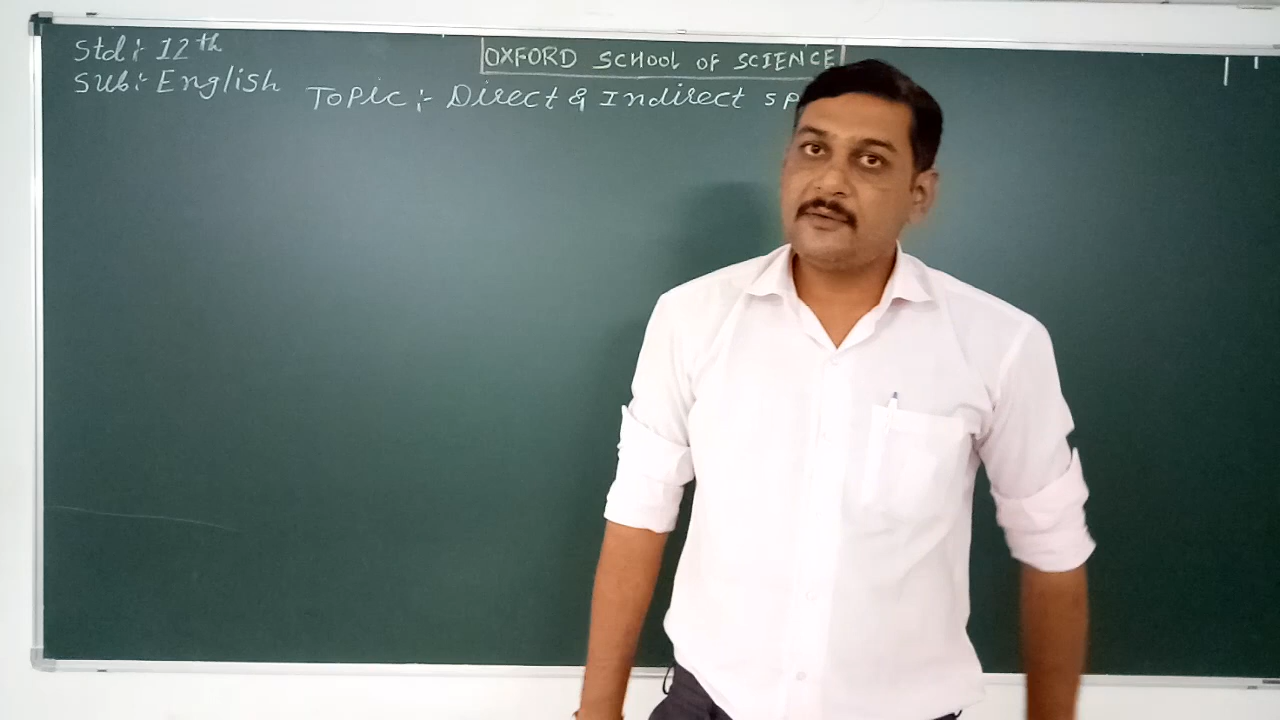 Std:- 12th
OXFORD SCHOOL OF SCIENCE
Sub:- English
Topic :- Direct & Indirect